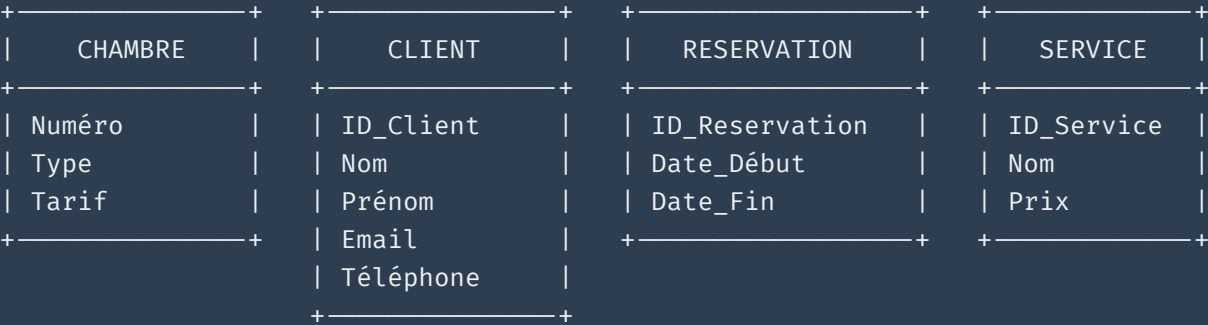 CHAMBRE
Numéro
Type
Tarif
CLIENT
ID_Client
Nom
Prénom
Email
Téléphone
RESERVATION
ID_Reservation
Date_Début
Date_Fin
SERVICE
ID_Service
Nom
Prix